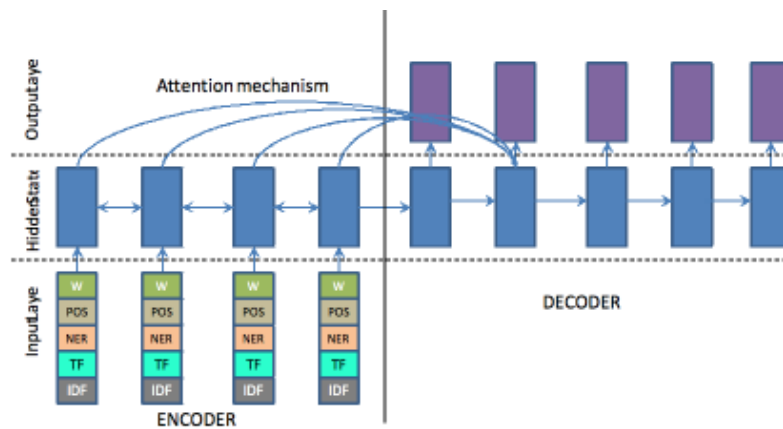 OutputLaye
Attention mechanism
HiddenState
InputLaye
W
W
W
W
POS
POS
POS
POS
NER
NER
NER
NER
TF
TF
TF
TF
IDF
IDF
IDF
IDF
DECODER
ENCODER